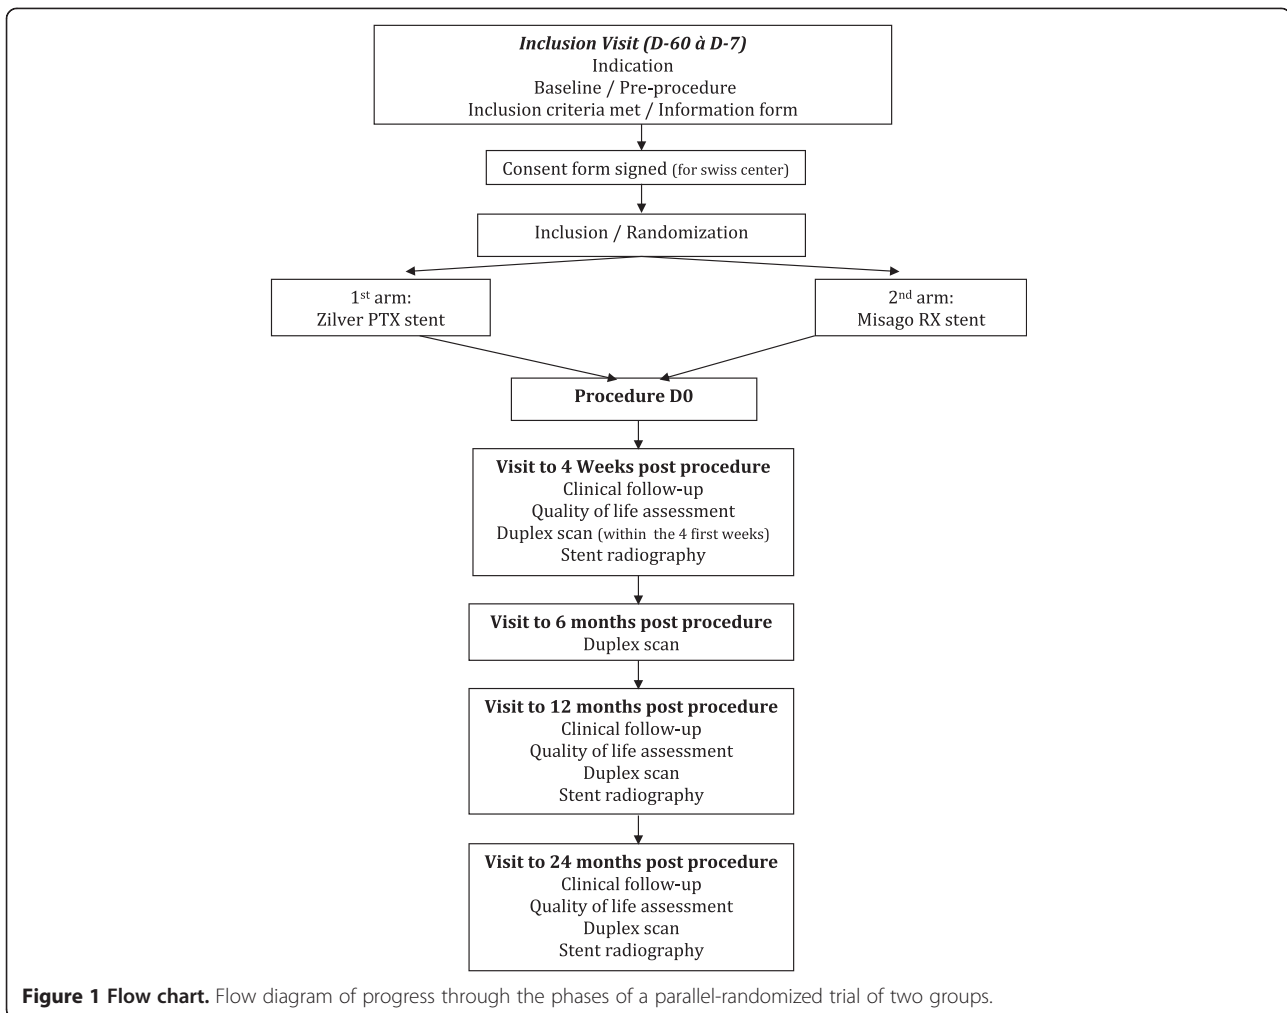 Inclusion Visit (D-60 à D-7)
Indication
Baseline / Pre-procedure
Inclusion criteria met / Information form
Consent form signed (for swiss center)
Inclusion / Randomization
1st arm:
Zilver PTX stent
2nd arm:
Misago RX stent
Procedure D0
Visit to 4 Weeks post procedure
Clinical follow-up
Quality of life assessment
Duplex scan (within the 4 first weeks)
Stent radiography
Visit to 6 months post procedure
Duplex scan
Visit to 12 months post procedure
Clinical follow-up
Quality of life assessment
Duplex scan
Stent radiography
Visit to 24 months post procedure
Clinical follow-up
Quality of life assessment
Duplex scan
Stent radiography
Figure 1 Flow chart. Flow diagram of progress through the phases of a parallel-randomized trial of two groups.